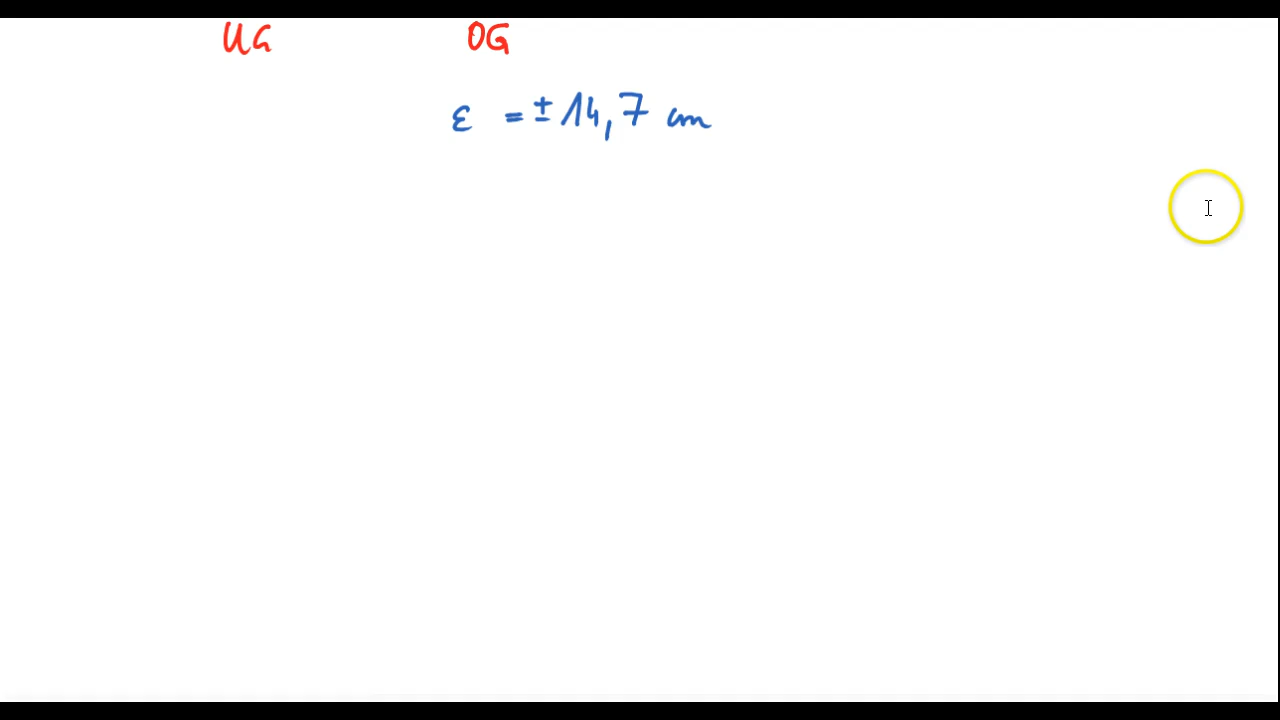 UG OG
ε = ± 14,7 cm